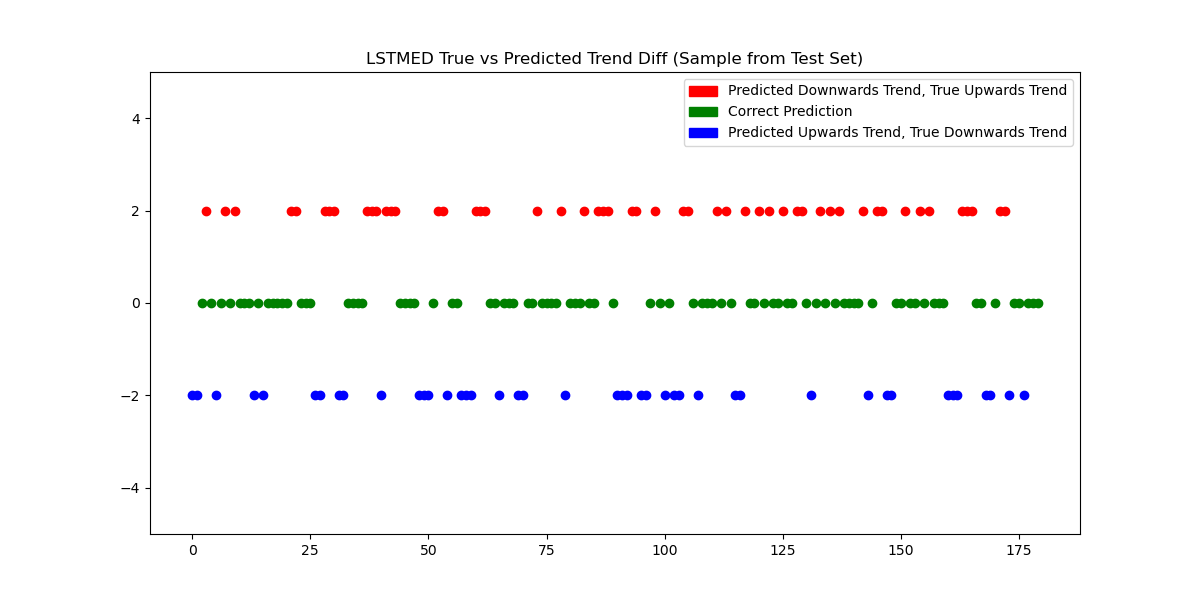 LSTMED True vs Predicted Trend Diff (Sample from Test Set)
Predicted Downwards Trend, True Upwards Trend
Correct Prediction
Predicted Upwards Trend, True Downwards Trend
4
2
0
−2
−4
0 25 50 75 100 125 150 175